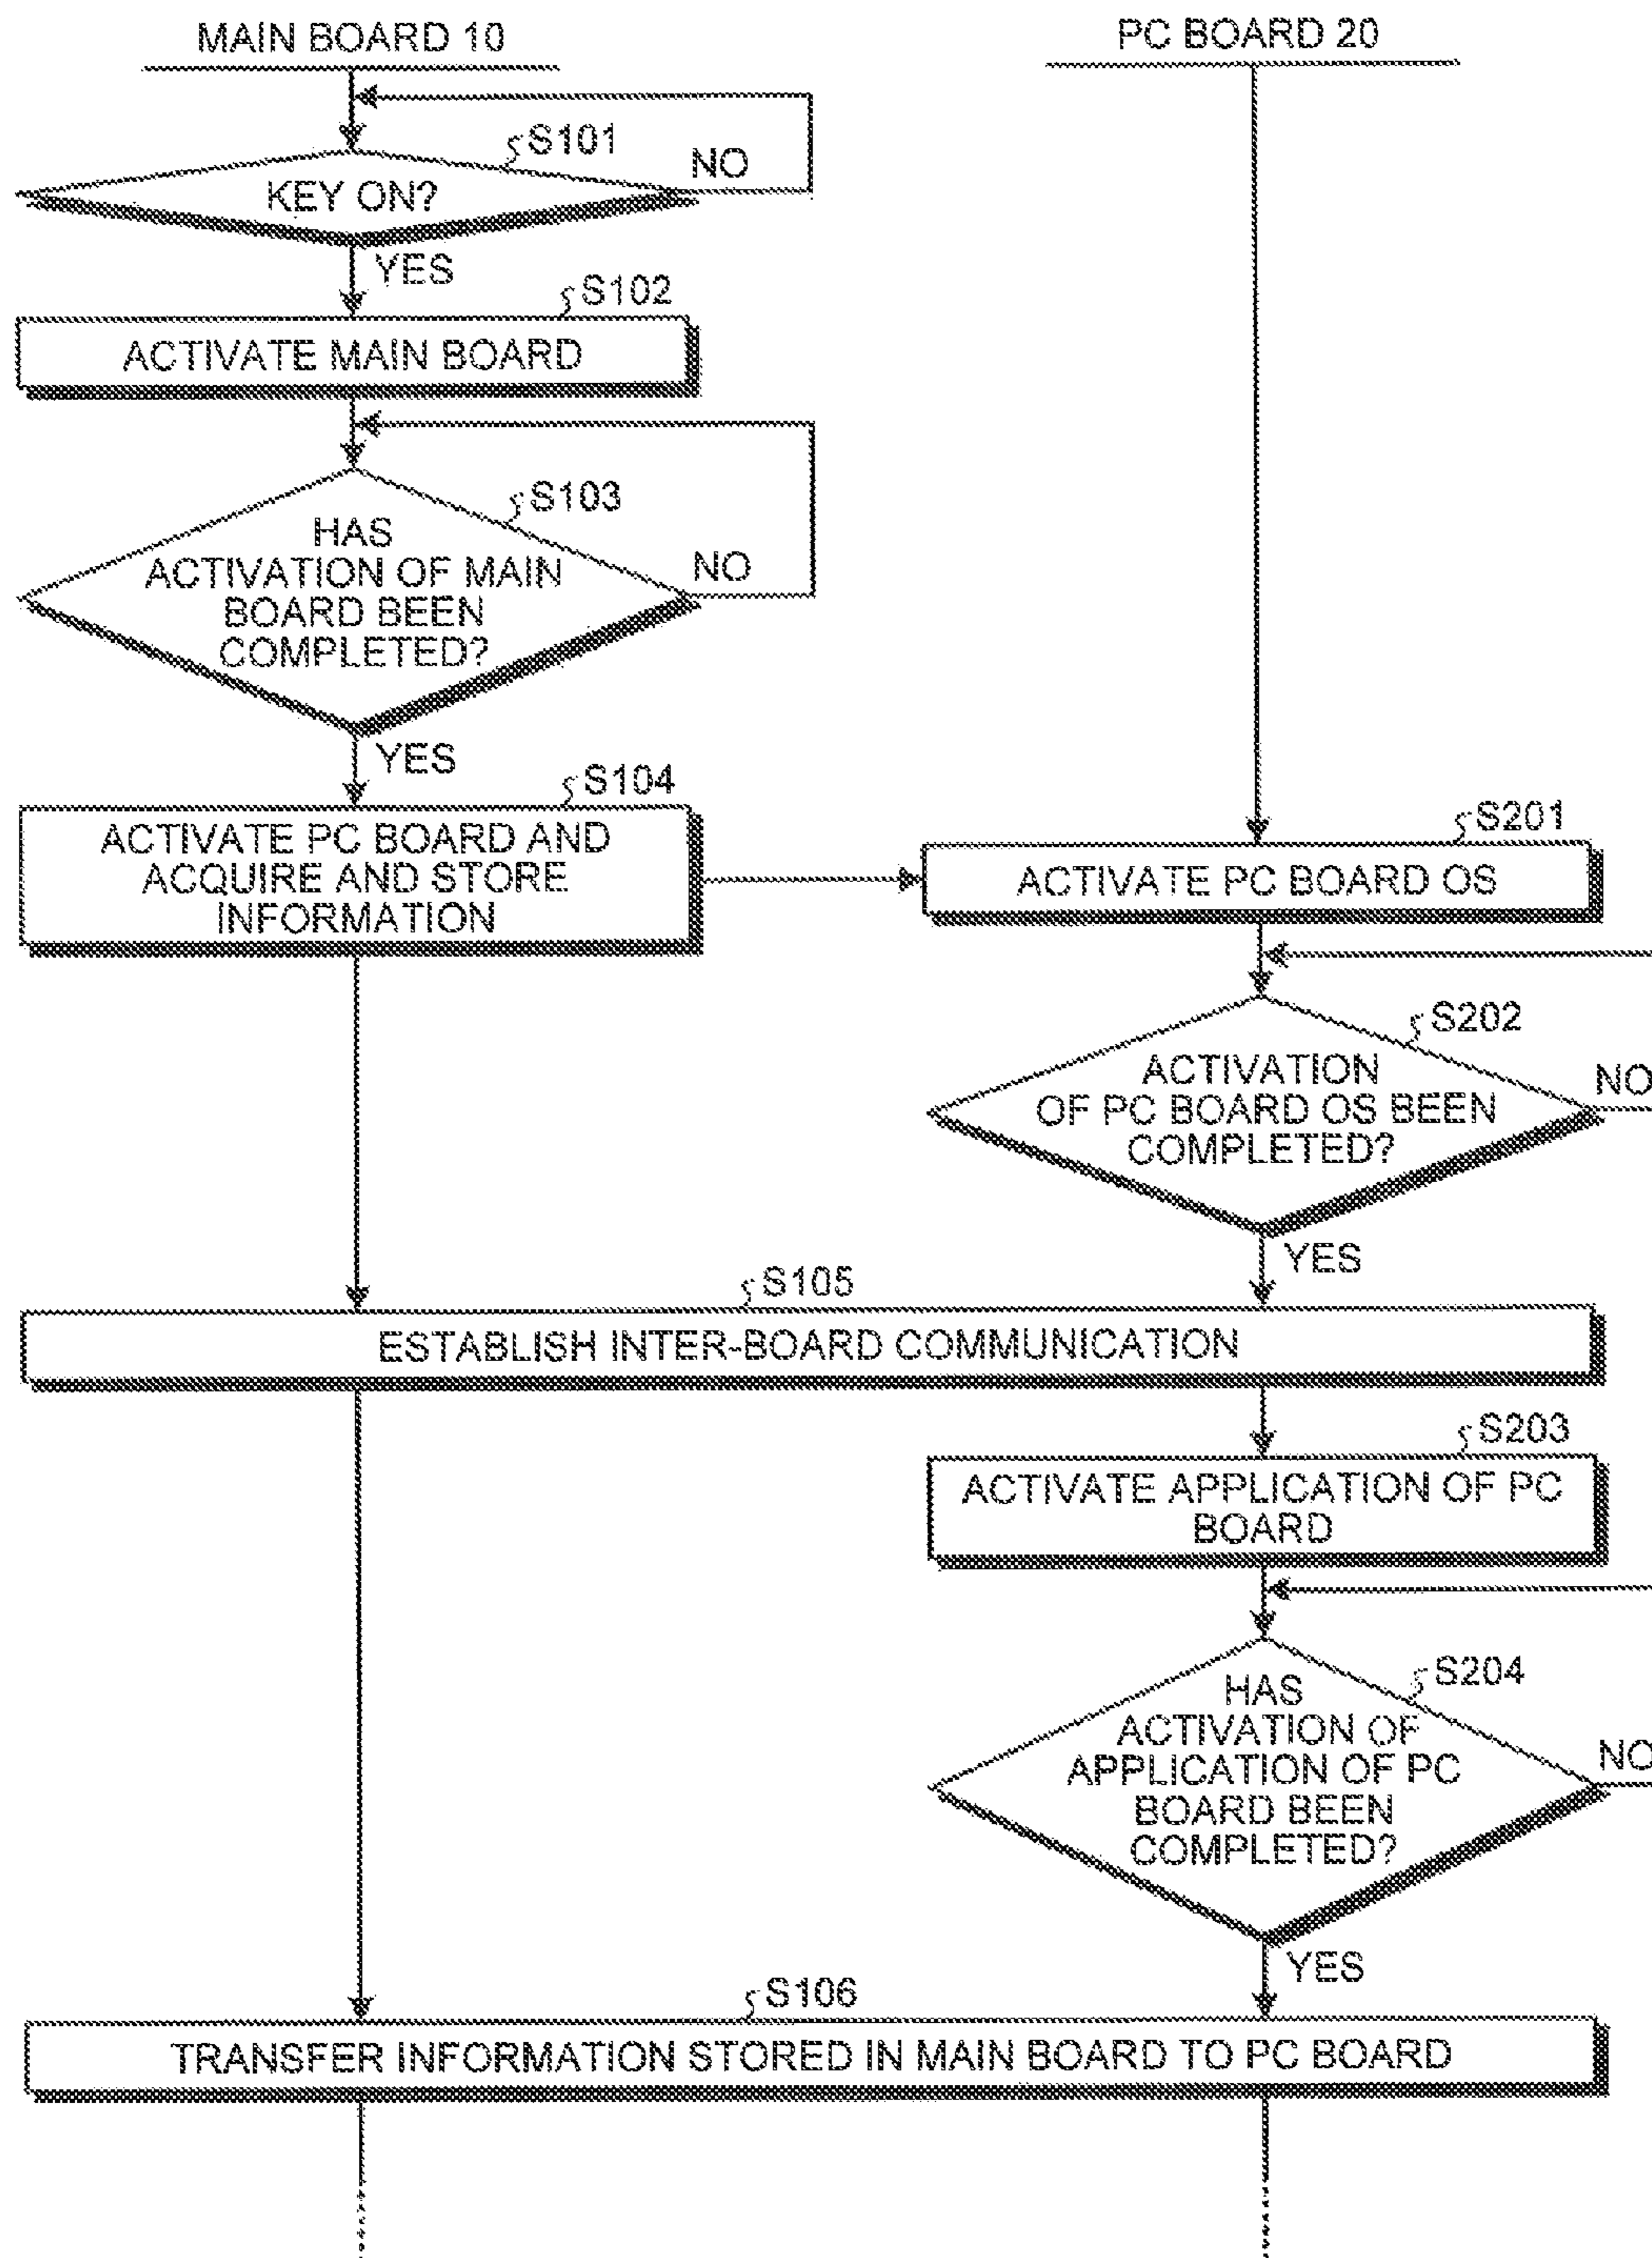 MAIN BOARD 10
PC BOARD 20
S101
KEY ON?
NO
YES
S102
ACTIVATE MAIN BOARD
S103
HAS
ACTIVATION OF MAIN
BOARD BEEN
COMPLETED?
NO
YES
S104
ACTIVATE PC BOARD AND
ACQUIRE AND STORE
INFORMATION
S201
ACTIVATE PC BOARD OS
S202
ACTIVATION
OF PC BOARD OS BEEN
COMPLETED?
NO
YES
S105
ESTABLISH INTER-BOARD COMMUNICATION
S203
ACTIVATE APPLICATION OF PC
BOARD
S204
HAS
ACTIVATION OF
APPLICATION OF PC
BOARD BEEN
COMPLETED?
NO
YES
S106
TRANSFER INFORMATION STORED IN MAIN BOARD TO PC BOARD